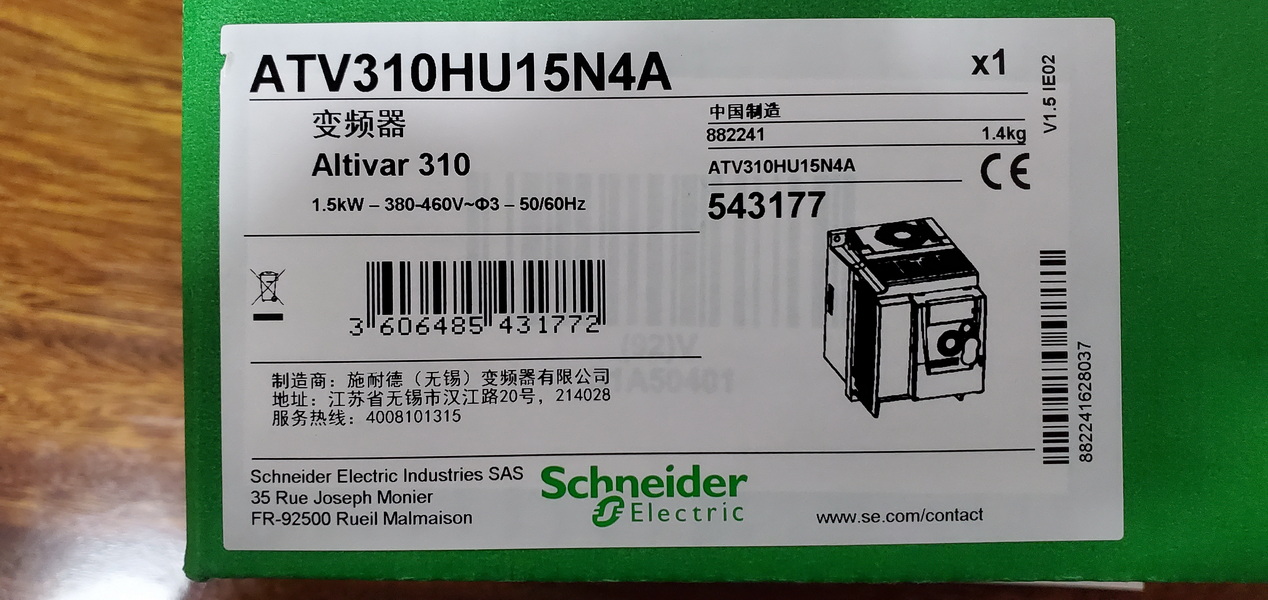 ATV310HU15N4A
x1
V1.5 IE02
变频器
Altivar 310
1.5kW – 380-460V~Φ3 – 50/60Hz
中国制造
882241 1.4kg
ATV310HU15N4A
CE
543177
3 606485 431772
882241628037
制造商：施耐德（无锡）变频器有限公司
地址：江苏省无锡市汉江路20号，214028
服务热线：4008101315
Schneider Electric Industries SAS
35 Rue Joseph Monier
FR-92500 Rueil Malmaison
Schneider
Electric
www.se.com/contact